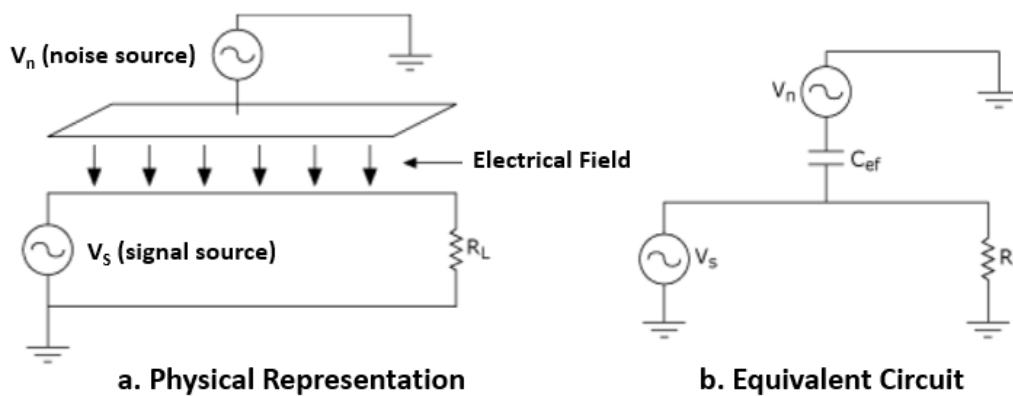 Vn (noise source)
Electrical Field
VS (signal source)
RL
a. Physical Representation
Vn
Cef
Vs
R
b. Equivalent Circuit